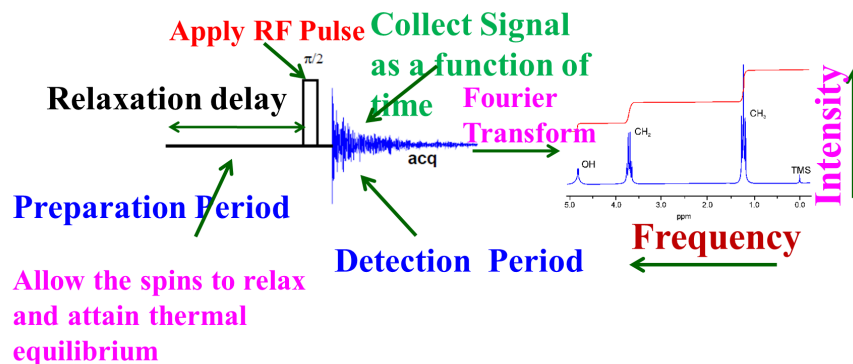 Apply RF Pulse
π/2
Collect Signal
as a function of
time
Relaxation delay
Fourier
Transform
acq
Preparation Period
Detection Period
Allow the spins to relax
and attain thermal
equilibrium
OH
CH₂
CH₃
TMS
5.0 4.0 3.0 2.0 1.0 0.0
ppm
Intensity
Frequency